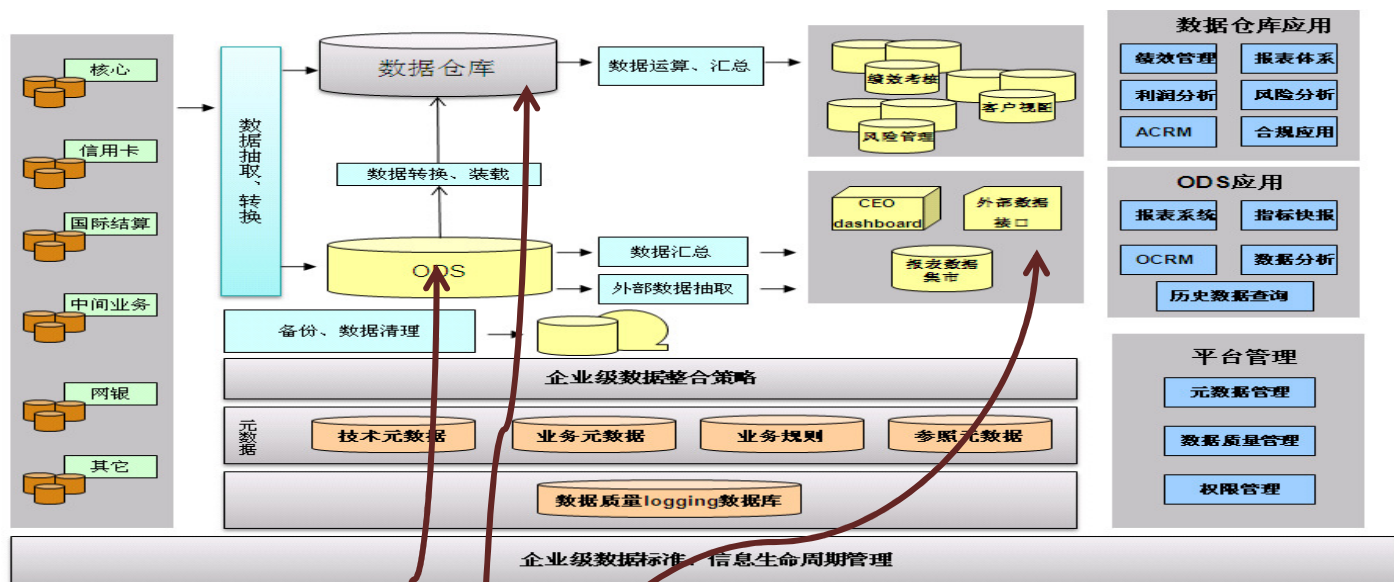 核心
信用卡
国际结算
中间业务
网银
其它
数据抽取、转换
数据仓库
数据转换、装载
ODS
数据运算、汇总
数据汇总
外部数据抽取
备份、数据清理
绩效考核
客户视图
风险管理
CEO
dashboard
外部数据
接口
报表数据
集市
企业级数据整合策略
元数据
技术元数据
业务元数据
业务规则
参照元数据
数据质量logging数据库
企业级数据标准、信息生命周期管理
数据仓库应用
绩效管理
报表体系
利润分析
风险分析
ACRM
合规应用
ODS应用
报表系统
指标快报
OCRM
数据分析
历史数据查询
平台管理
元数据管理
数据质量管理
权限管理